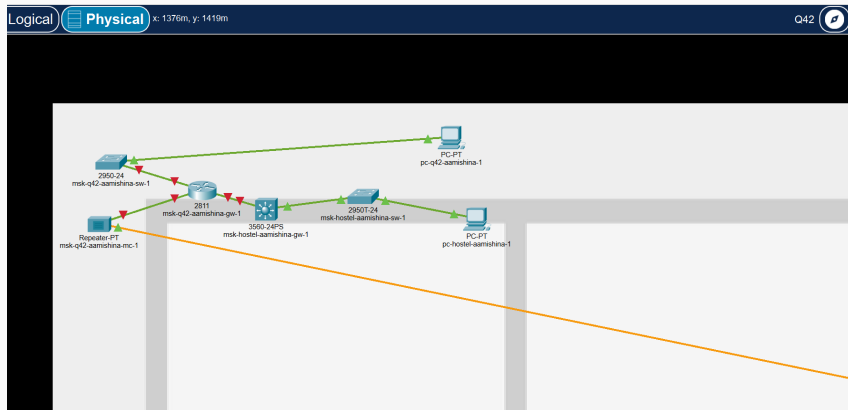 Logical
Physical
x: 1376m, y: 1419m
Q42
PC-PT
pc-q42-aamishina-1
2950-24
msk-q42-aamishina-sw-1
2811
msk-q42-aamishina-gw-1
2950T-24
msk-hostel-aamishina-sw-1
3560-24PS
msk-hostel-aamishina-gw-1
PC-PT
pc-hostel-aamishina-1
Repeater-PT
msk-q42-aamishina-mc-1